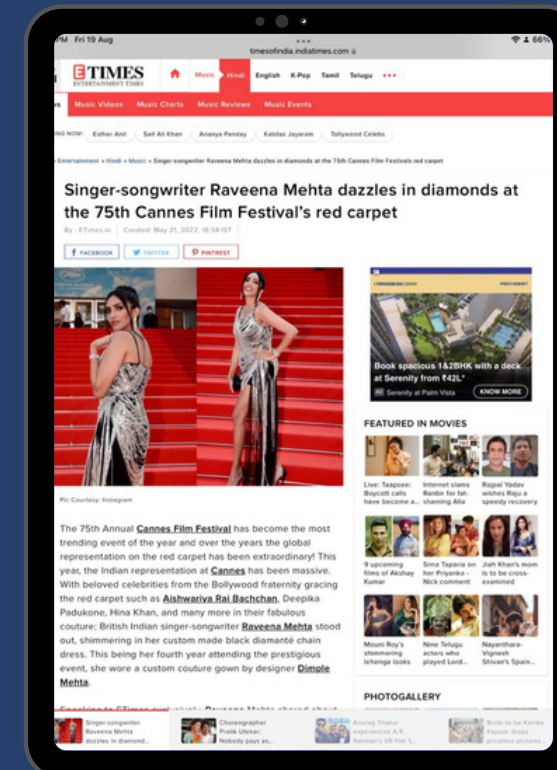 PM Fri 19 Aug
66%
timesofindia.indiatimes.com
ETIMES
ENTERTAINMENT TIMES
Music Hindi English K-Pop Tamil Telugu
Music Videos Music Charts Music Reviews Music Events
NG NOW: Esther Anil Saif Ali Khan Ananya Panday Kalidas Jayaram Tollywood Celebs
Entertainment » Hindi » Music » Singer-songwriter Raveena Mehta dazzles in diamonds at the 75th Cannes Film Festivals red carpet
Singer-songwriter Raveena Mehta dazzles in diamonds at
the 75th Cannes Film Festival's red carpet
By - ETimes.in Created: May 21, 2022, 18:34 IST
FACEBOOK TWITTER PINTREST
Pic Courtesy: Instagram
The 75th Annual Cannes Film Festival has become the most
trending event of the year and over the years the global
representation on the red carpet has been extraordinary! This
year, the Indian representation at Cannes has been massive.
With beloved celebrities from the Bollywood fraternity gracing
the red carpet such as Aishwariya Rai Bachchan, Deepika
Padukone, Hina Khan, and many more in their fabulous
couture; British Indian singer-songwriter Raveena Mehta stood
out, shimmering in her custom made black diamanté chain
dress. This being her fourth year attending the prestigious
event, she wore a custom couture gown by designer Dimple
Mehta.
PROVIDENT
Book spacious 1&2BHK with a deck
at Serenity from ₹42L*
Ad Serenity at Palm Vista KNOW MORE
FEATURED IN MOVIES
Live: Taapsee:
Boycott calls
have become a...
Internet slams
Ranbir for fat-
shaming Alia
Rajpal Yadav
wishes Raju a
speedy recovery
9 upcoming
films of Akshay
Kumar
Sima Taparia on
her Priyanka -
Nick comment
Jiah Khan's mom
is to be cross-
examined
Mouni Roy's
shimmering
lehenga looks
Nine Telugu
actors who
played Lord...
Nayanthara-
Vignesh
Shivan's Spain...
PHOTOGALLERY
Singer-songwriter
Raveena Mehta
dazzles in diamond...
Choreographer
Pratik Utekar:
Nobody pays as...
Anurag Thakur
experiences A.R.
Rahman's VR film 'L...
Bride-to-be Kanika
Kapoor drops
priceless pictures...